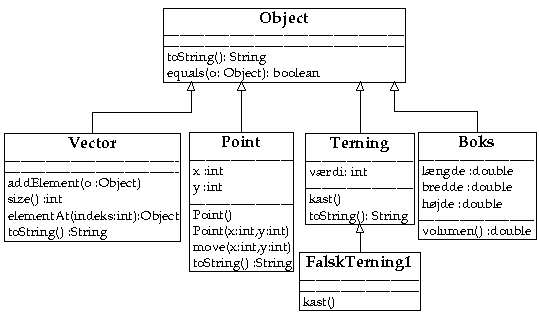 Object
toString(): String
equals(o: Object): boolean
Vector
addElement(o :Object)
size() :int
elementAt(indeks:int):Object
toString() :String
Point
x :int
y :int
Point()
Point(x:int,y:int)
move(x:int,y:int)
toString() :String
Terning
værdi: int
kast()
toString(): String
Boks
længde :double
bredde :double
højde :double
volumen() :double
FalskTerning1
kast()